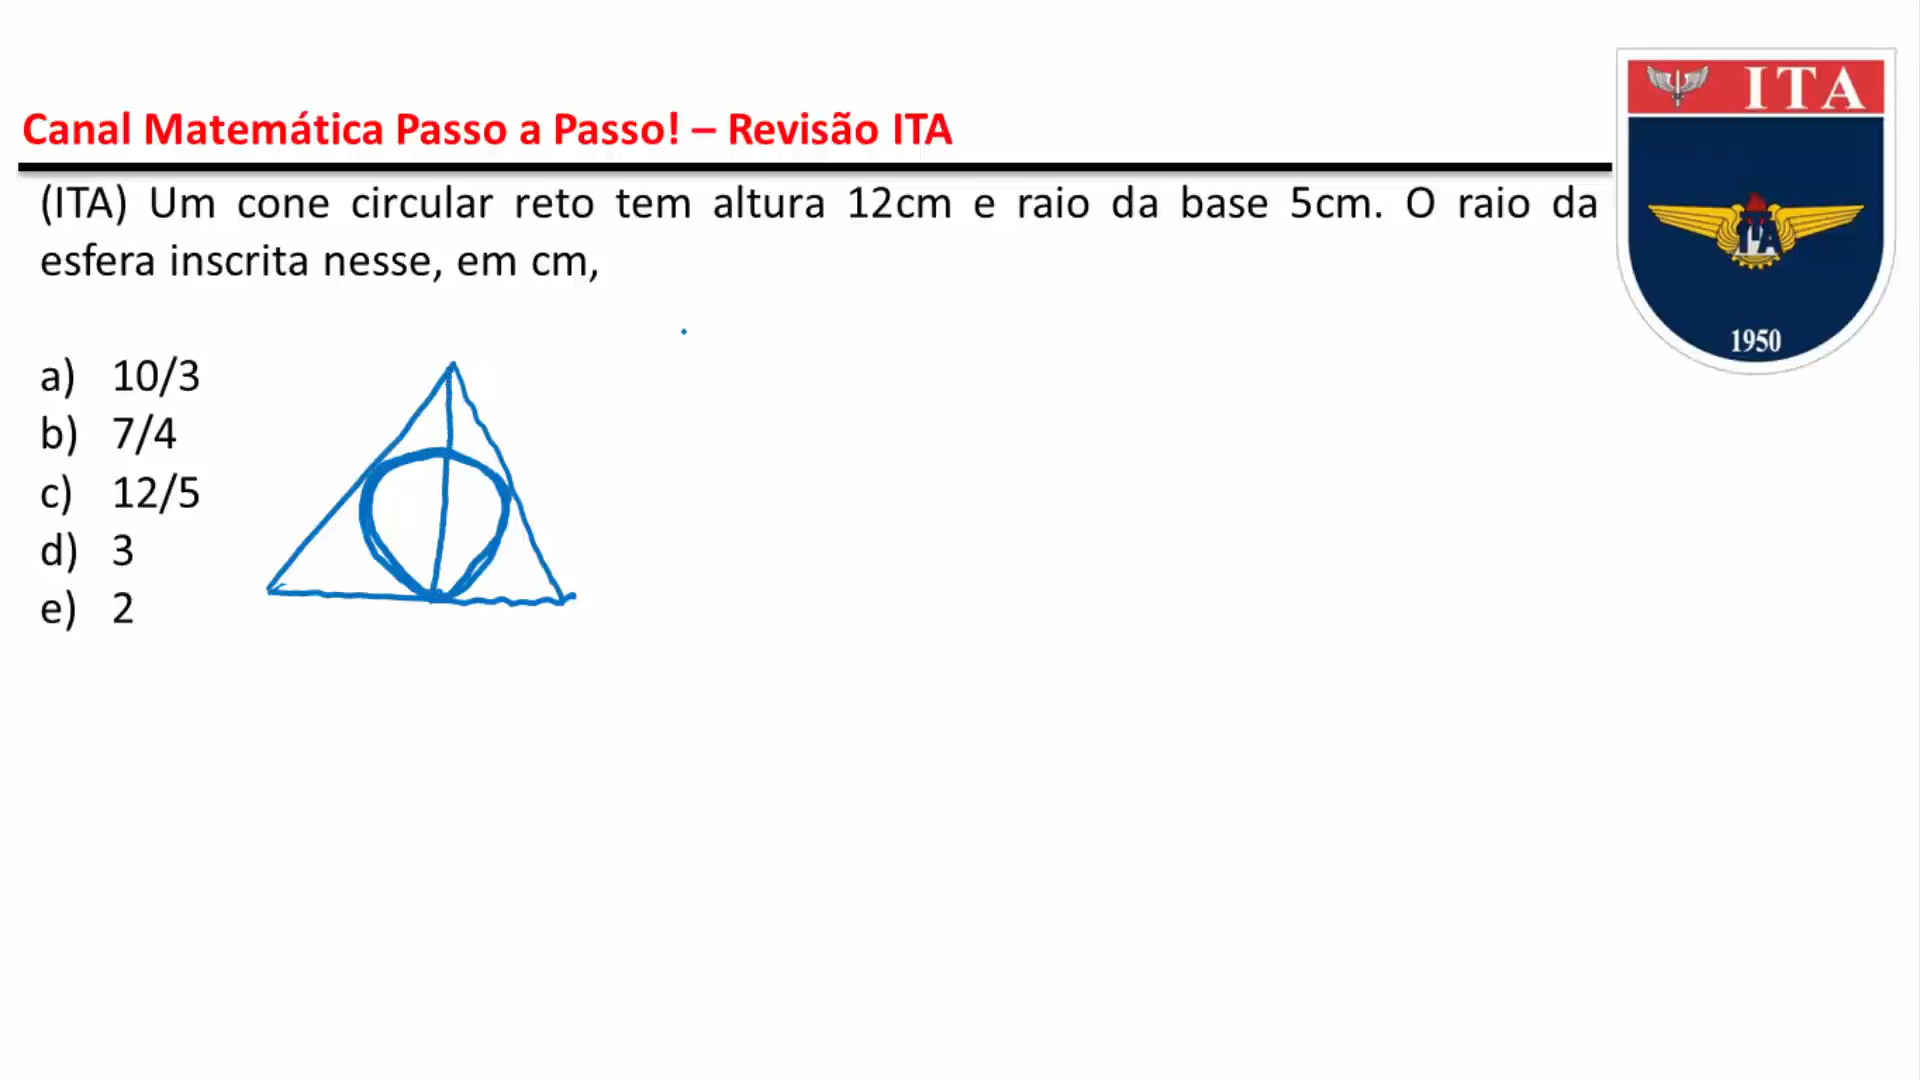 Canal Matemática Passo a Passo! – Revisão ITA
(ITA) Um cone circular reto tem altura 12cm e raio da base 5cm. O raio da
esfera inscrita nesse, em cm,
a) 10/3
b) 7/4
c) 12/5
d) 3
e) 2
ITA
ITA
1950